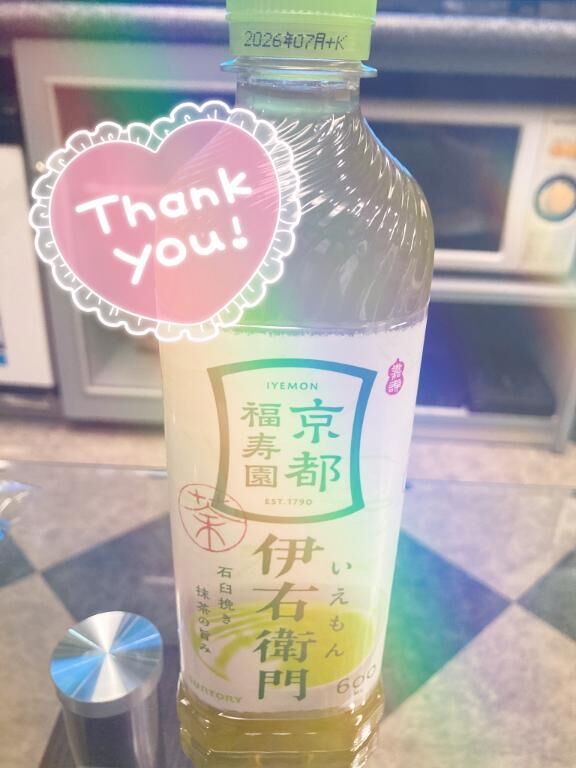 2026年07月+K
Thank
you!
IYEMON
京都
福寿園
EST.1790
茶
伊右衛門
いえもん
石臼挽き
抹茶の旨み
SUNTORY
600